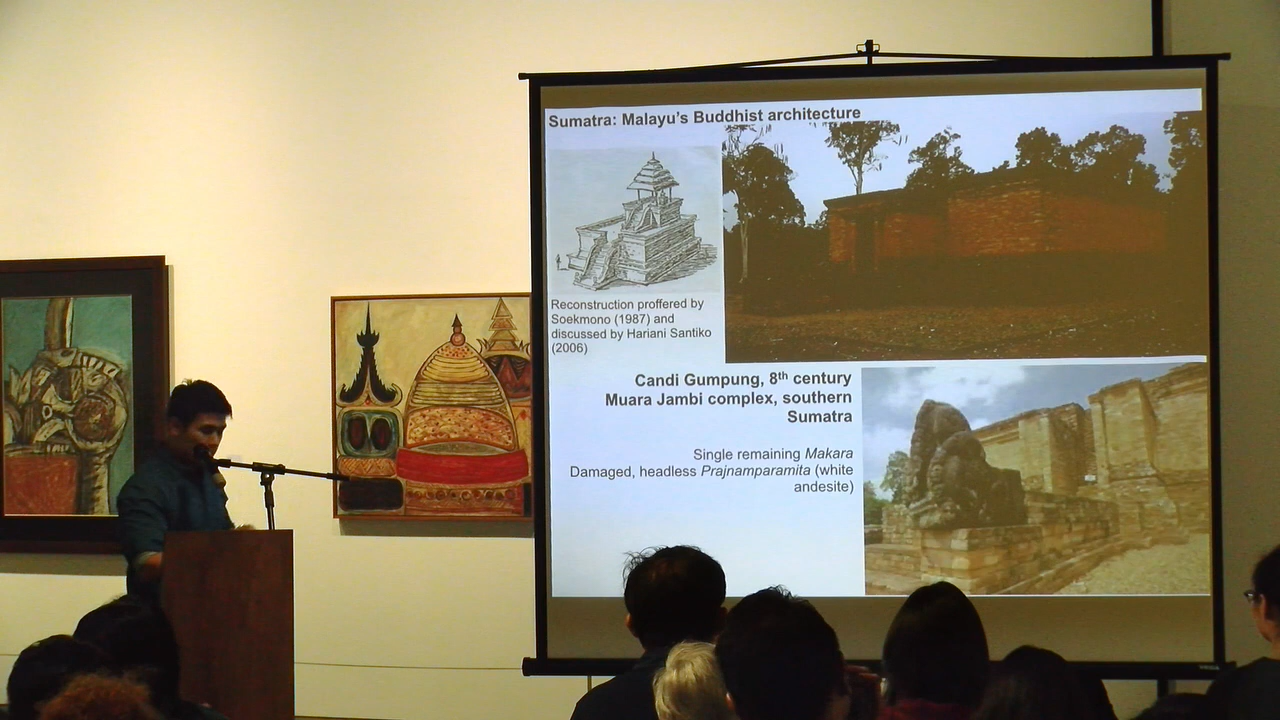 Sumatra: Malayu's Buddhist architecture
Reconstruction proffered by
Soekmono (1987) and
discussed by Hariani Santiko
(2006)
Candi Gumpung, 8th century
Muara Jambi complex, southern
Sumatra
Single remaining Makara
Damaged, headless Prajnamparamita (white
andesite)